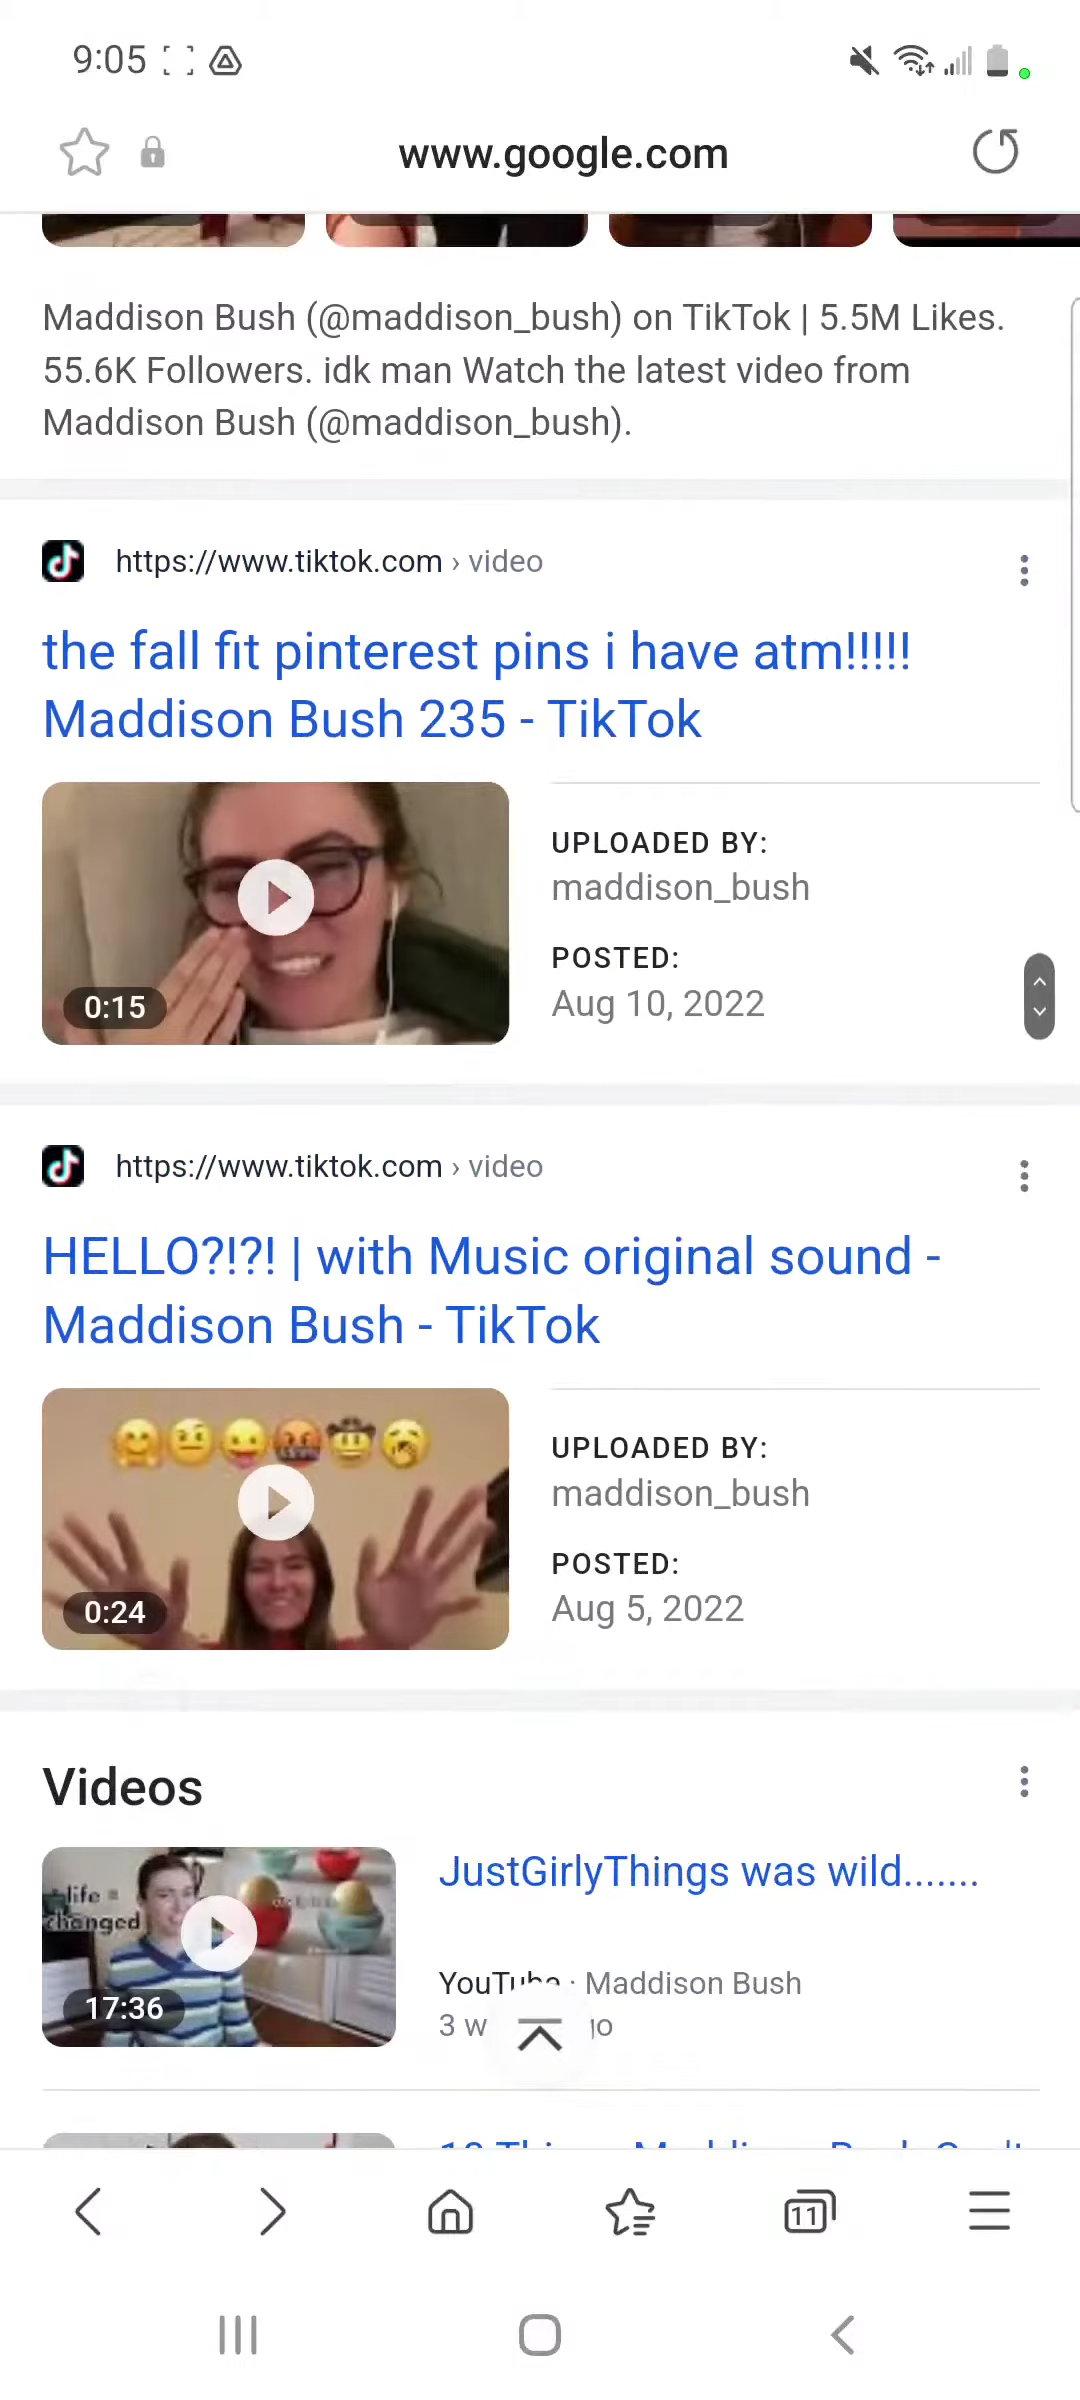 9:05
www.google.com
Maddison Bush (@maddison_bush) on TikTok | 5.5M Likes.
55.6K Followers. idk man Watch the latest video from
Maddison Bush (@maddison_bush).
https://www.tiktok.com › video
the fall fit pinterest pins i have atm!!!!!
Maddison Bush 235 - TikTok
0:15
UPLOADED BY:
maddison_bush
POSTED:
Aug 10, 2022
https://www.tiktok.com › video
HELLO?!?! | with Music original sound -
Maddison Bush - TikTok
0:24
UPLOADED BY:
maddison_bush
POSTED:
Aug 5, 2022
Videos
life =
changed
17:36
JustGirlyThings was wild.......
YouTube · Maddison Bush
3
11